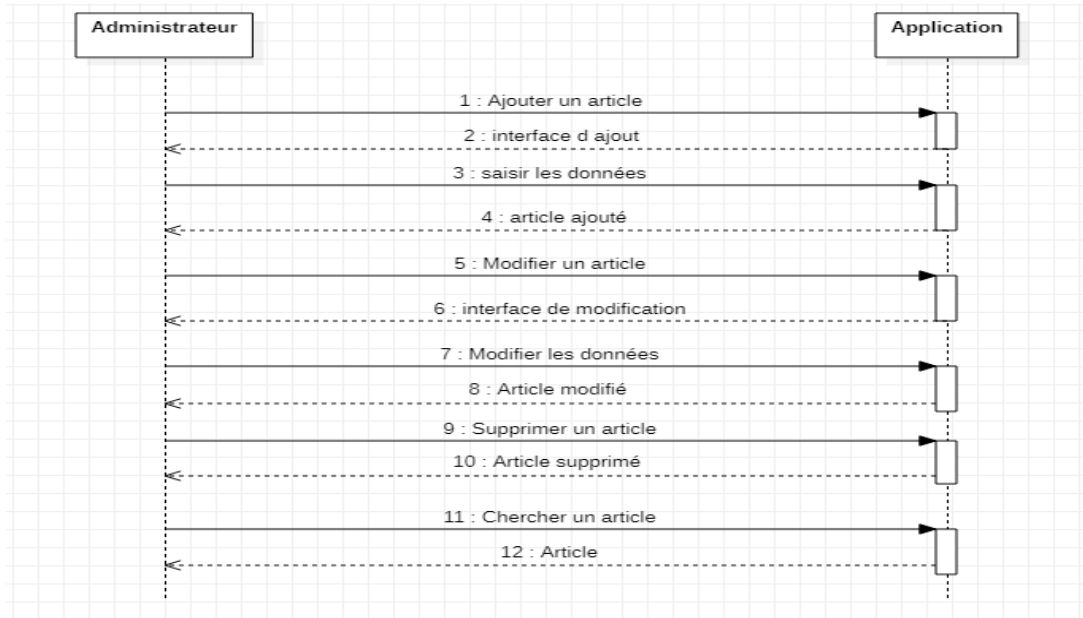 Administrateur
Application
1 : Ajouter un article
2 : interface d ajout
3 : saisir les données
4 : article ajouté
5 : Modifier un article
6 : interface de modification
7 : Modifier les données
8 : Article modifié
9 : Supprimer un article
10 : Article supprimé
11 : Chercher un article
12 : Article